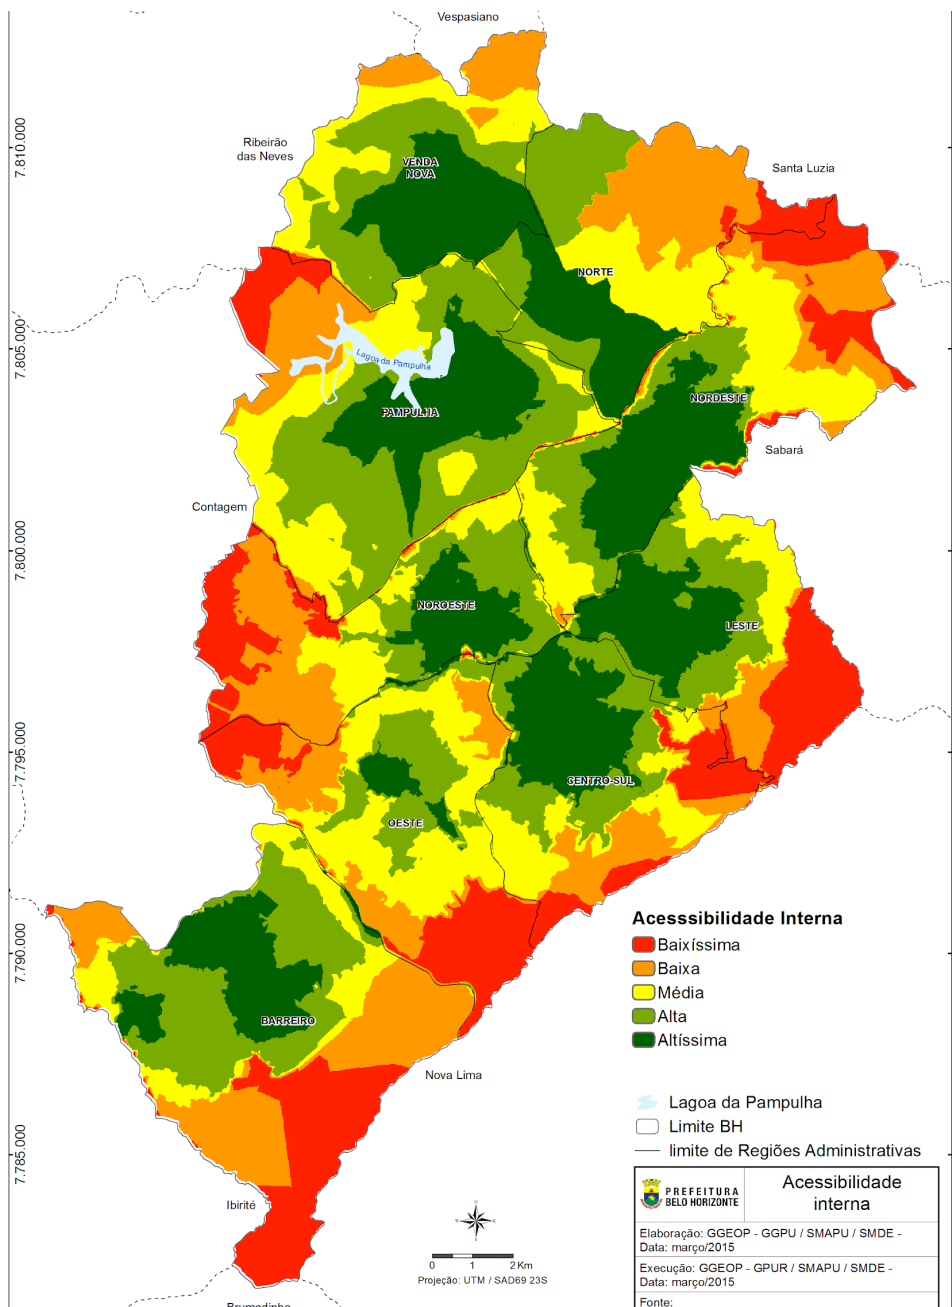 Vespasiano
7.810.000
Ribeirão
das Neves
VENDA
NOVA
Santa Luzia
NORTE
7.805.000
Lagoa da Pampulha
NORDESTE
PAMPULHA
Sabará
Contagem
7.800.000
NOROESTE
LESTE
7.795.000
CENTRO-SUL
OESTE
Acesssibilidade Interna
Baixíssima
7.790.000
Baixa
Média
Alta
BARREIRO
Altíssima
Nova Lima
Lagoa da Pampulha
Limite BH
limite de Regiões Administrativas
7.785.000
Ibirité
N
W E
S
0 1 2 Km
Projeção: UTM / SAD69 23S
PREFEITURA
BELO HORIZONTE
Acessibilidade
interna
Elaboração: GGEOP - GGPU / SMAPU / SMDE -
Data: março/2015
Execução: GGEOP - GPUR / SMAPU / SMDE -
Data: março/2015
Fonte:
Brumadinho